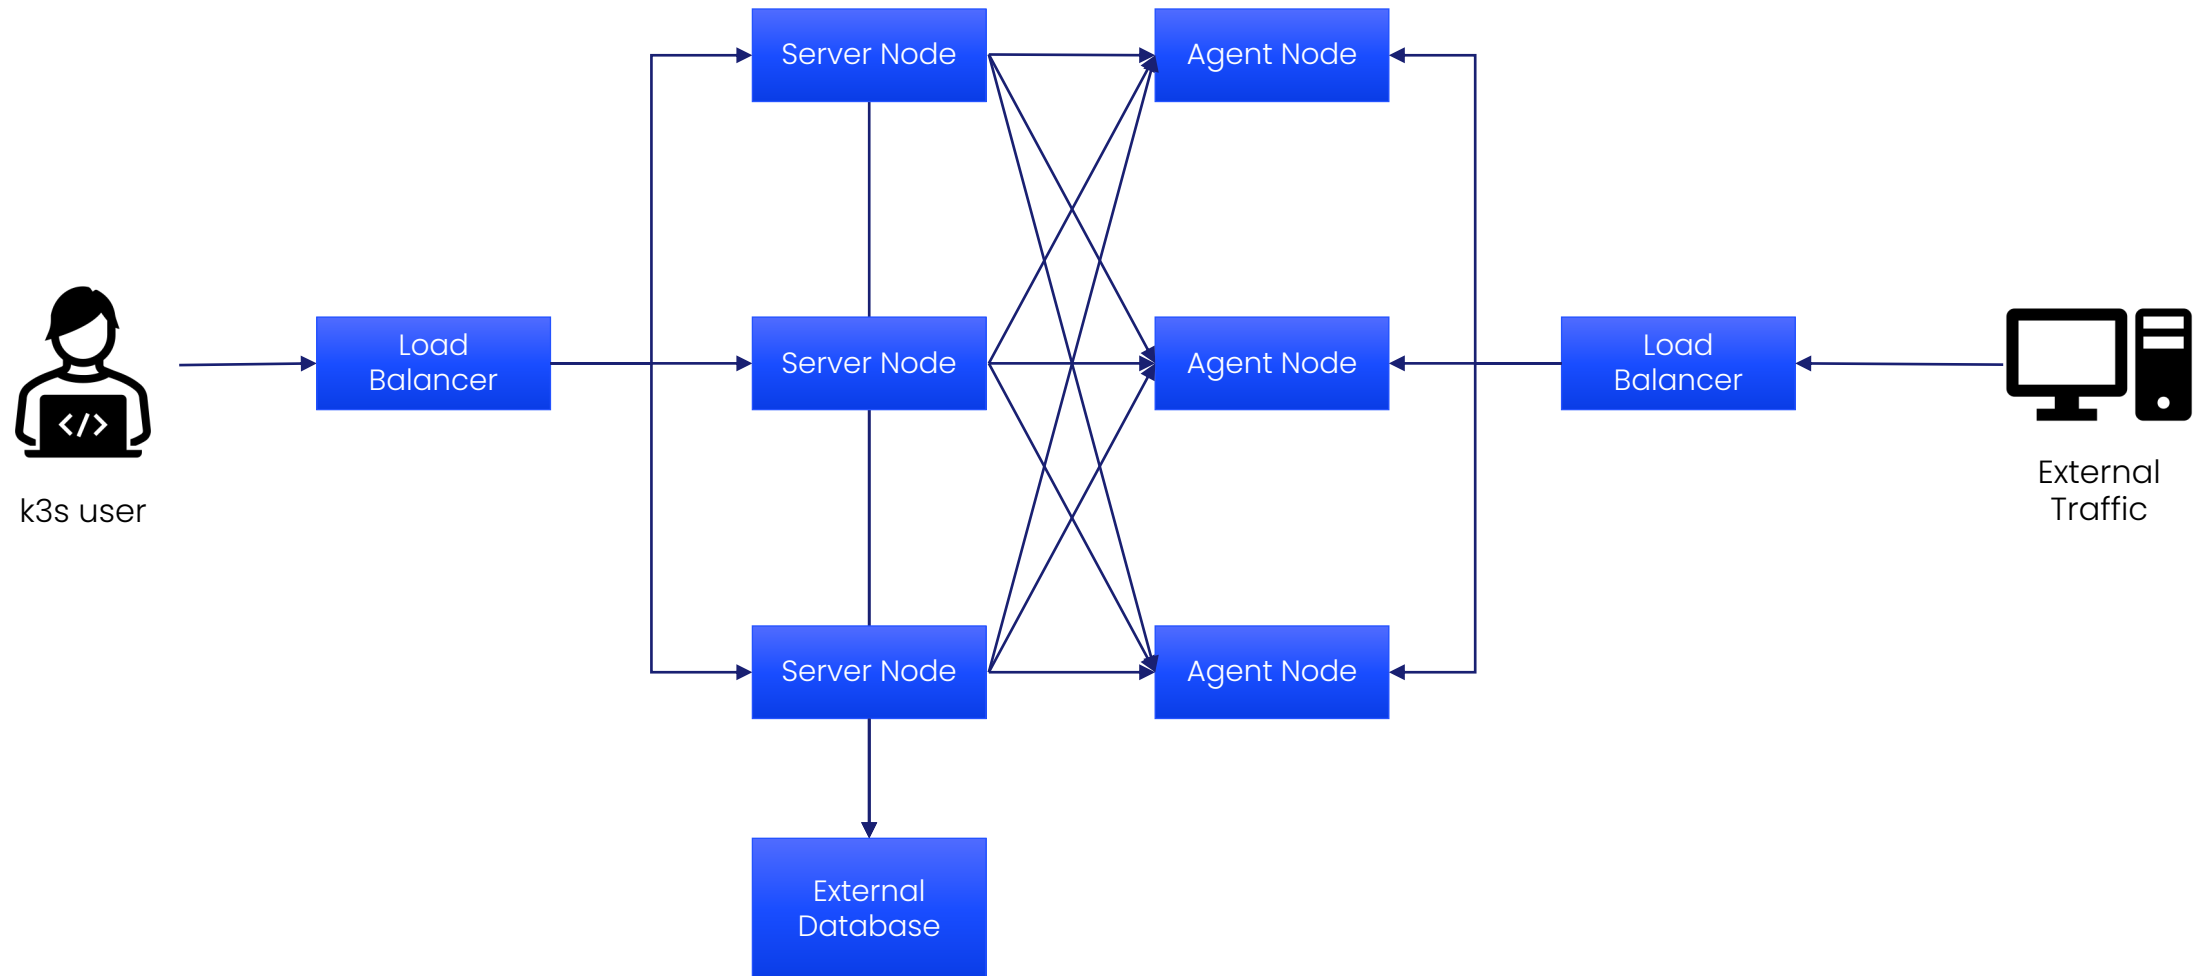 Server Node
Agent Node
Load
Balancer
Server Node
Agent Node
Load
Balancer
</>
k3s user
External
Traffic
Server Node
Agent Node
External
Database